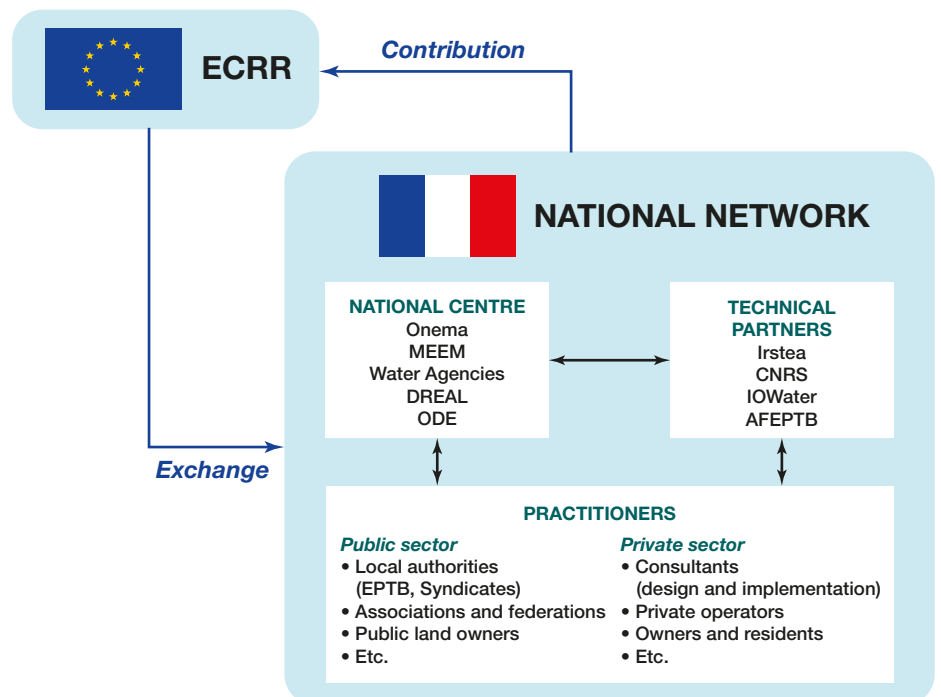 ECRR
Contribution
NATIONAL NETWORK
NATIONAL CENTRE
Onema
MEEM
Water Agencies
DREAL
ODE
TECHNICAL
PARTNERS
Irstea
CNRS
IOWater
AFEPTB
Exchange
PRACTITIONERS
Public sector
• Local authorities
(EPTB, Syndicates)
• Associations and federations
• Public land owners
• Etc.
Private sector
• Consultants
(design and implementation)
• Private operators
• Owners and residents
• Etc.